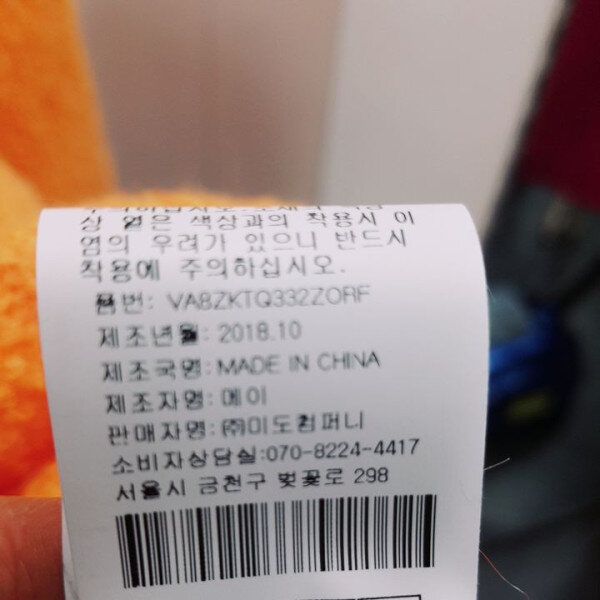 상 옅은 색상과의 착용시 이
염의 우려가 있으니 반드시
착용에 주의하십시오.
품번: VA8ZKTQ332ZORF
제조년월: 2018.10
제조국명: MADE IN CHINA
제조자명: 메이
판매자명: ㈜미도컴퍼니
소비자상담실:070-8224-4417
서울시 금천구 벚꽃로 298